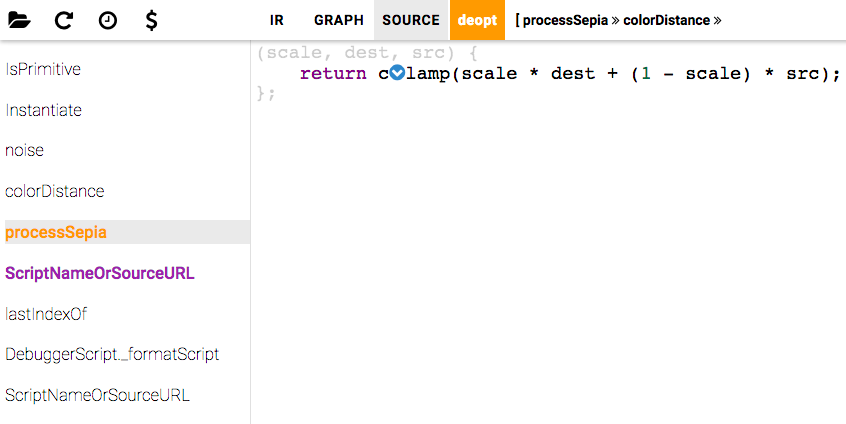 IR GRAPH SOURCE deopt [ processSepia » colorDistance »
IsPrimitive
Instantiate
noise
colorDistance
processSepia
ScriptNameOrSourceURL
lastIndexOf
DebuggerScript._formatScript
ScriptNameOrSourceURL
(scale, dest, src) {
return clamp(scale * dest + (1 - scale) * src);
};